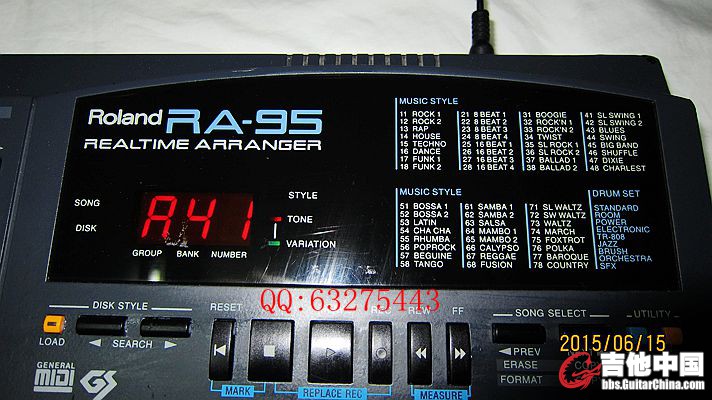 Roland RA-95
REALTIME ARRANGER
MUSIC STYLE
11 ROCK 1
12 ROCK 2
13 RAP
14 HOUSE
15 TECHNO
16 DANCE
17 FUNK 1
18 FUNK 2
21 8 BEAT 1
22 8 BEAT 2
23 8 BEAT 3
24 8 BEAT 4
25 16 BEAT 1
26 16 BEAT 2
27 16 BEAT 3
28 16 BEAT 4
31 BOOGIE
32 ROCK'N 1
33 ROCK'N 2
34 TWIST
35 SL ROCK 1
36 SL ROCK 2
37 BALLAD 1
38 BALLAD 2
41 SL SWING 1
42 SL SWING 2
43 BLUES
44 SWING
45 BIG BAND
46 SHUFFLE
47 DIXIE
48 CHARLEST
MUSIC STYLE
51 BOSSA 1
52 BOSSA 2
53 LATIN
54 CHA CHA
55 RHUMBA
56 POPROCK
57 BEGUINE
58 TANGO
61 SAMBA 1
62 SAMBA 2
63 SALSA
64 MAMBO 1
65 MAMBO 2
66 CALYPSO
67 REGGAE
68 FUSION
71 SL WALTZ
72 SW WALTZ
73 WALTZ
74 MARCH
75 FOXTROT
76 POLKA
77 BAROQUE
78 COUNTRY
DRUM SET
STANDARD
ROOM
POWER
ELECTRONIC
TR-808
JAZZ
BRUSH
ORCHESTRA
SFX
SONG
DISK
A41
GROUP BANK NUMBER
STYLE
TONE
VARIATION
QQ:63275443
DISK STYLE
LOAD
SEARCH
RESET
REC
REW
FF
SONG SELECT
UTILITY
MARK
REPLACE REC
MEASURE
PREV
ERASE
FORMAT
GENERAL
MIDI
GS
2015/06/15
吉他中国
bbs.GuitarChina.com